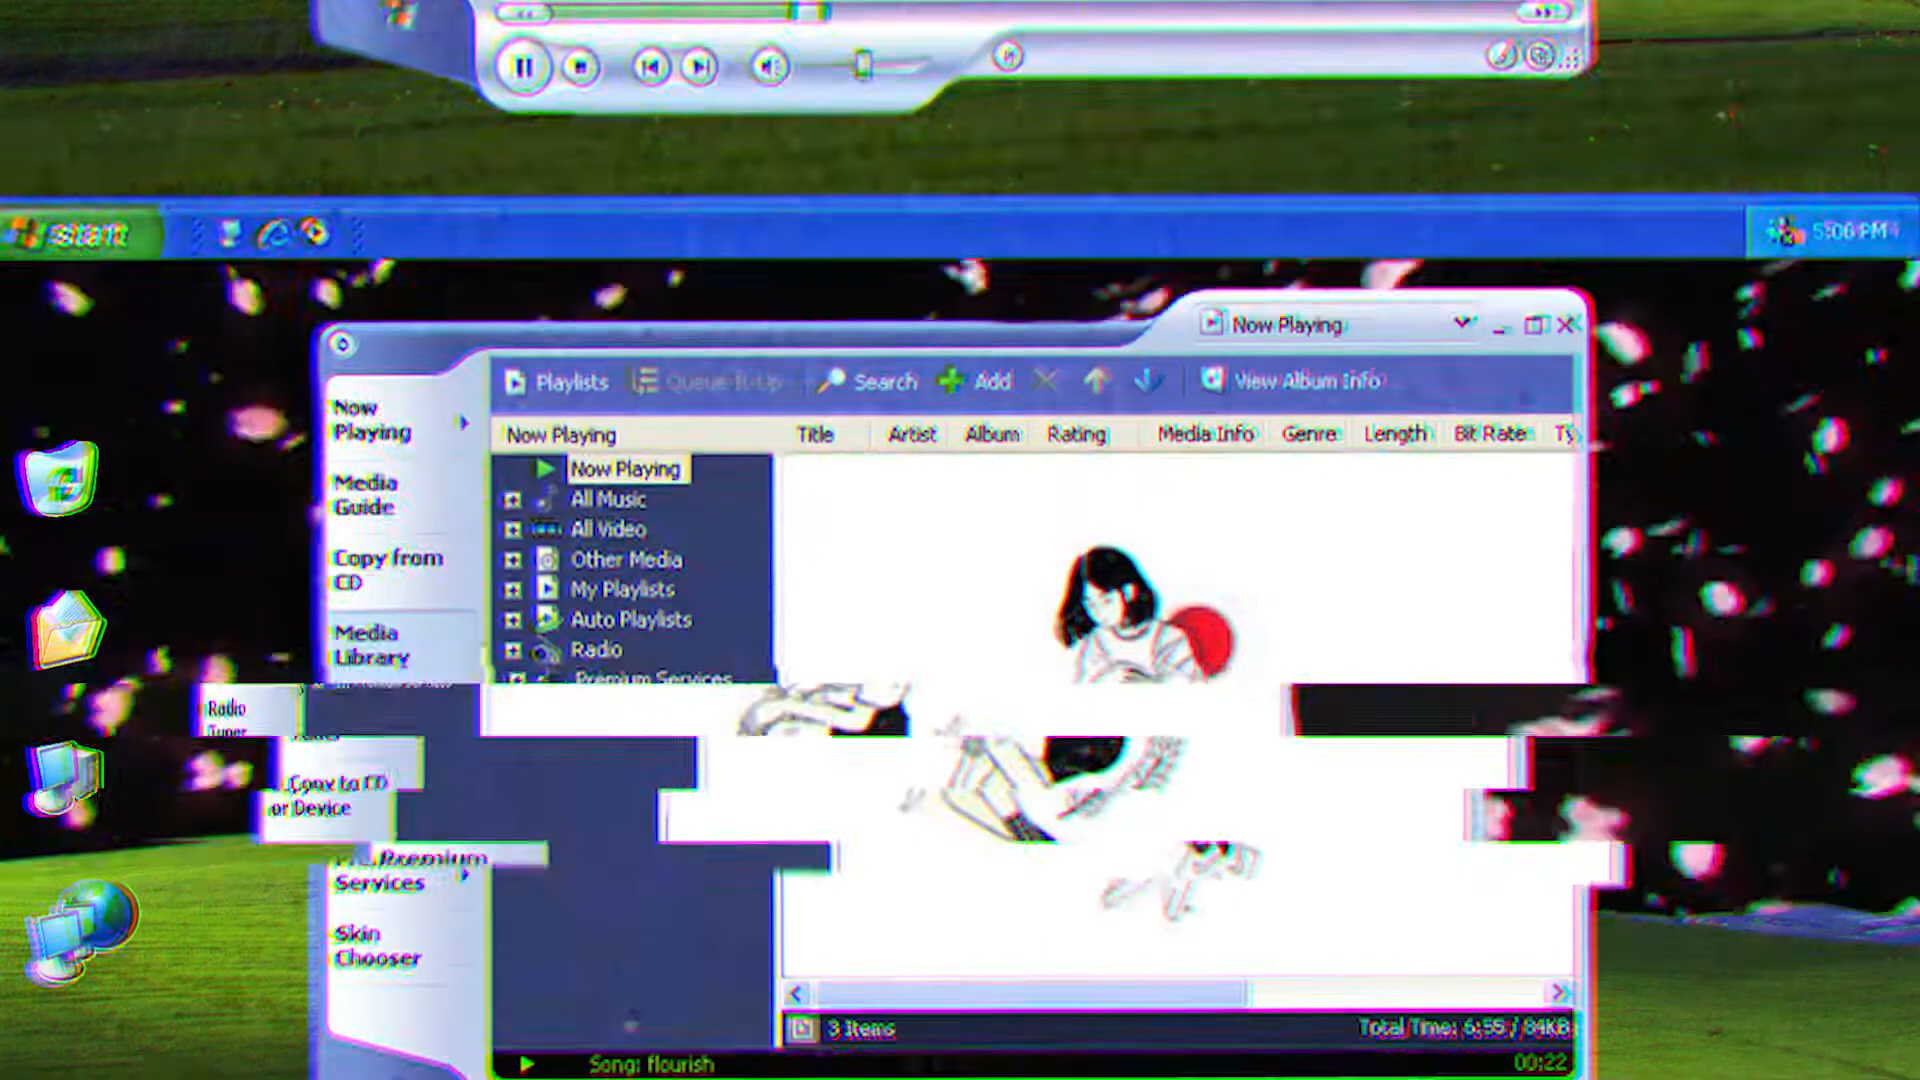 start
5:06 PM
Now Playing
Playlists
Queue-It-Up
Search
Add
View Album Info
Now Playing
Now Playing
Title
Artist
Album
Rating
Media Info
Genre
Length
Bit Rate
Ty
Now Playing
All Music
All Video
Other Media
My Playlists
Auto Playlists
Radio
Premium Services
Media
Guide
Copy from
CD
Media
Library
Radio
Tuner
Copy to CD
or Device
Premium
Services
Skin
Chooser
3 Items
Total Time: 6:55 / 84KB
Song: flourish
00:22